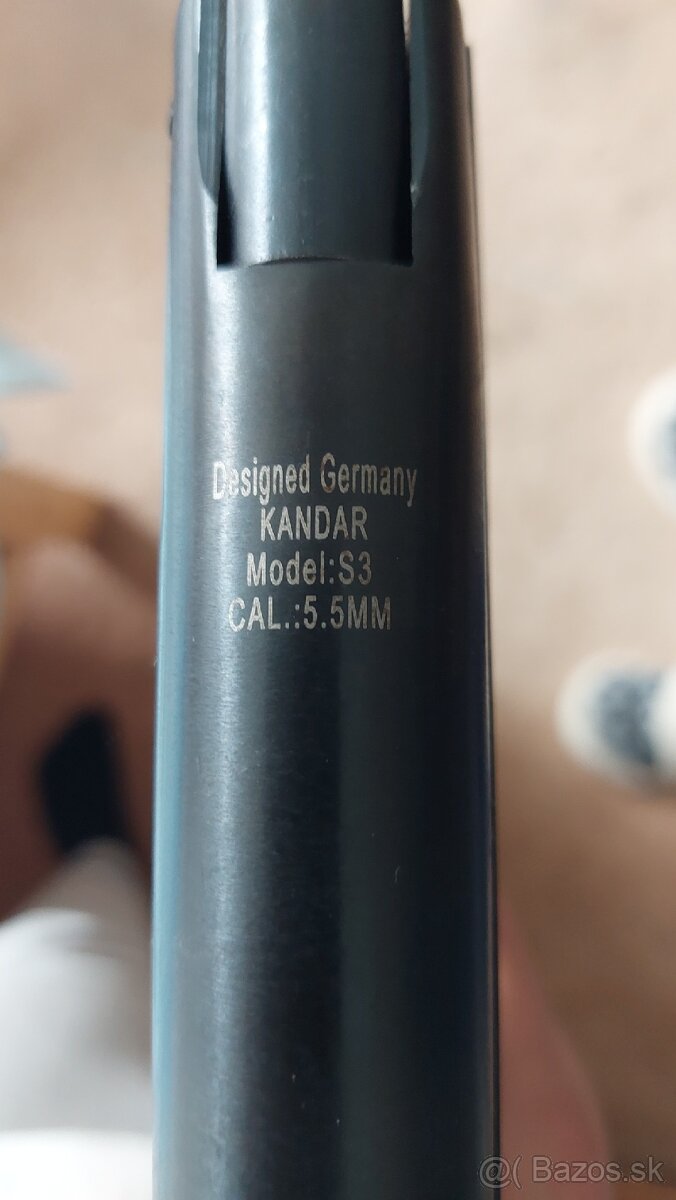 Designed Germany
KANDAR
Model:S3
CAL.:5.5MM
@( Bazos.sk